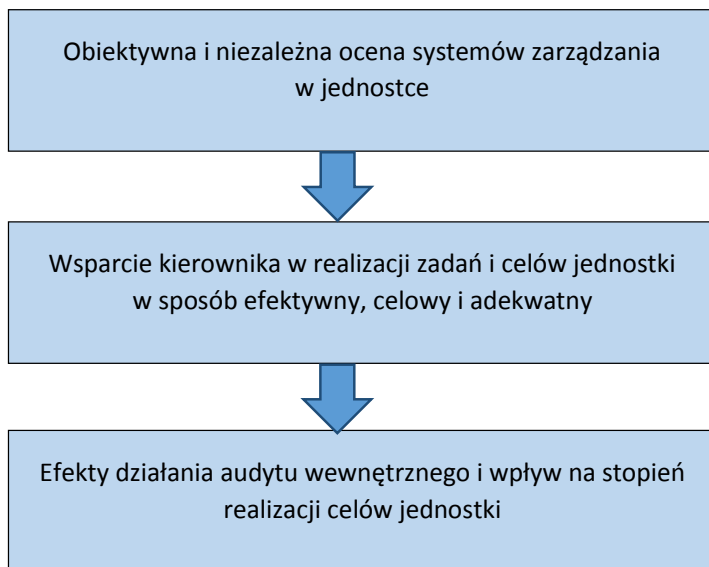 Obiektywna i niezależna ocena systemów zarządzania
w jednostce
Wsparcie kierownika w realizacji zadań i celów jednostki
w sposób efektywny, celowy i adekwatny
Efekty działania audytu wewnętrznego i wpływ na stopień
realizacji celów jednostki